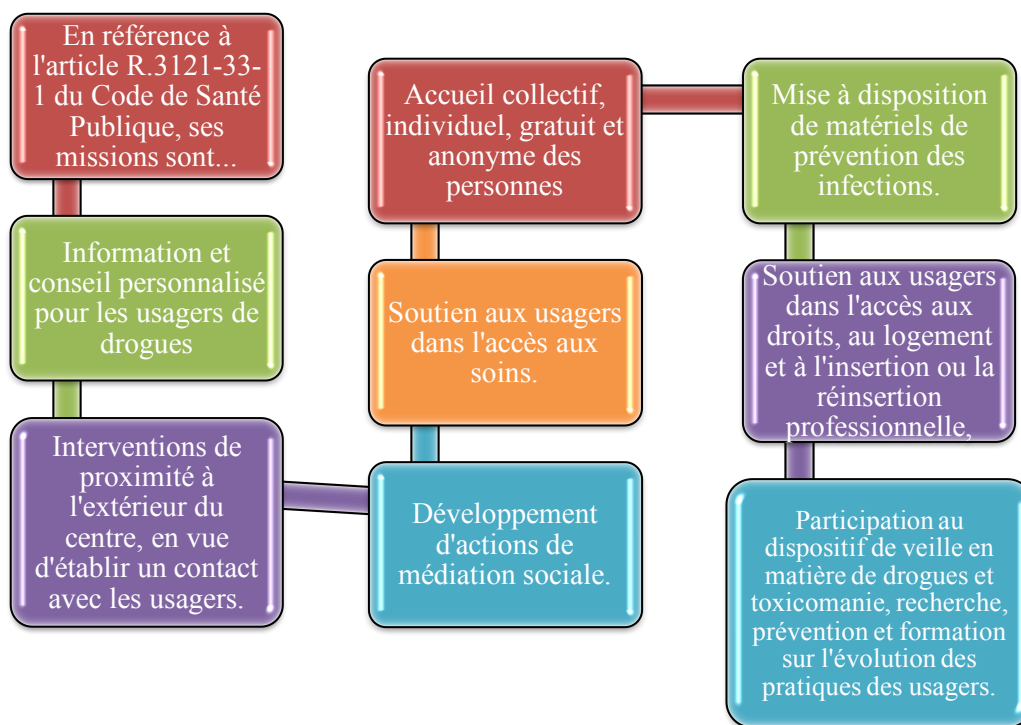 En référence à
l'article R.3121-33-
1 du Code de Santé
Publique, ses
missions sont...
Information et
conseil personnalisé
pour les usagers de
drogues
Interventions de
proximité à
l'extérieur du
centre, en vue
d'établir un contact
avec les usagers.
Développement
d'actions de
médiation sociale.
Soutien aux usagers
dans l'accès aux
soins.
Accueil collectif,
individuel, gratuit et
anonyme des
personnes
Mise à disposition
de matériels de
prévention des
infections.
Soutien aux usagers
dans l'accès aux
droits, au logement
et à l'insertion ou la
réinsertion
professionnelle,
Participation au
dispositif de veille en
matière de drogues et
toxicomanie, recherche,
prévention et formation
sur l'évolution des
pratiques des usagers.